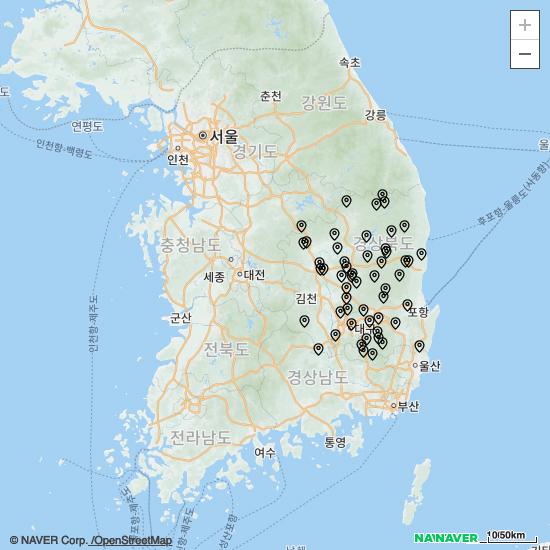 +
−
속초
춘천
강원도
강릉
연평도
서울
경기도
인천
인천항-백령도
후포항-울릉도(사동항)
경상북도
충청남도
세종
대전
김천
인천항-제주도
군산
포항
대구
전라북도
경상남도
울산
부산
전라남도
통영
여수
© NAVER Corp. /OpenStreetMap
NAVER
10/50km